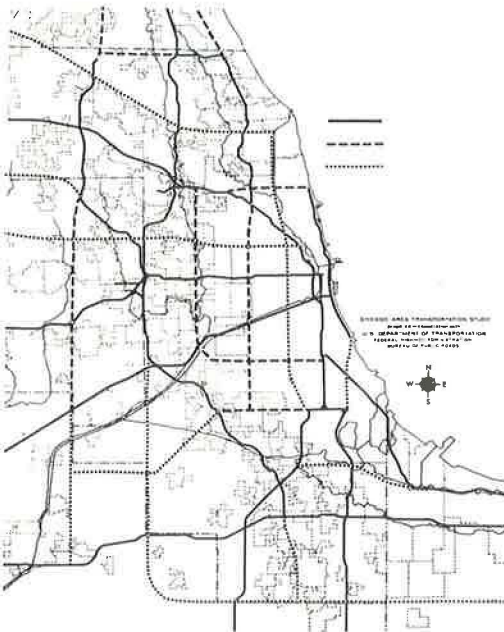 CHICAGO AREA TRANSPORTATION STUDY
U.S. DEPARTMENT OF TRANSPORTATION
FEDERAL HIGHWAY ADMINISTRATION
BUREAU OF PUBLIC ROADS
N
W E
S